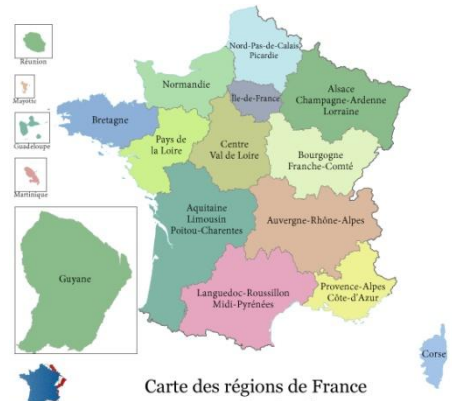 Réunion
Mayotte
Guadeloupe
Martinique
Guyane
Nord-Pas-de-Calais
Picardie
Normandie
Île-de-France
Alsace
Champagne-Ardenne
Lorraine
Bretagne
Pays de
la Loire
Centre
Val de Loire
Bourgogne
Franche-Comté
Aquitaine
Limousin
Poitou-Charentes
Auvergne-Rhône-Alpes
Languedoc-Roussillon
Midi-Pyrénées
Provence-Alpes
Côte-d'Azur
Corse
Carte des régions de France